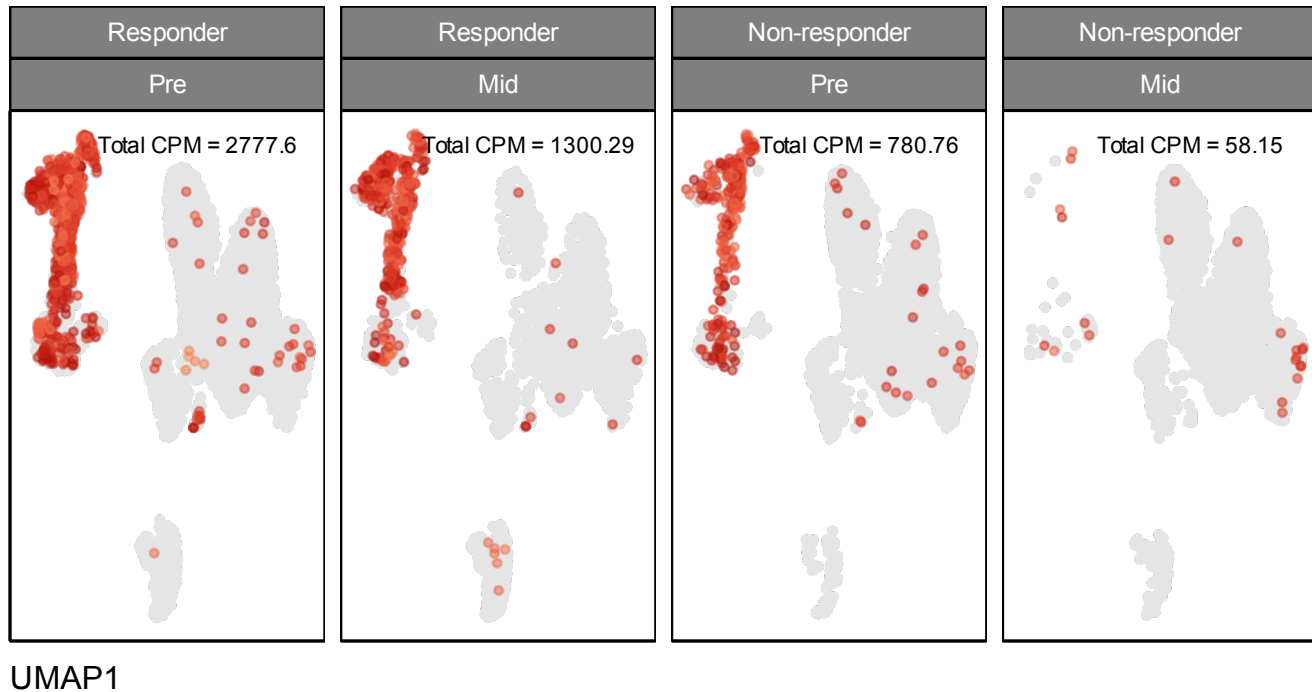 Responder Responder Non-responder Non-responder
Pre Mid Pre Mid
Total CPM = 2777.6 Total CPM = 1300.29 Total CPM = 780.76 Total CPM = 58.15
UMAP1